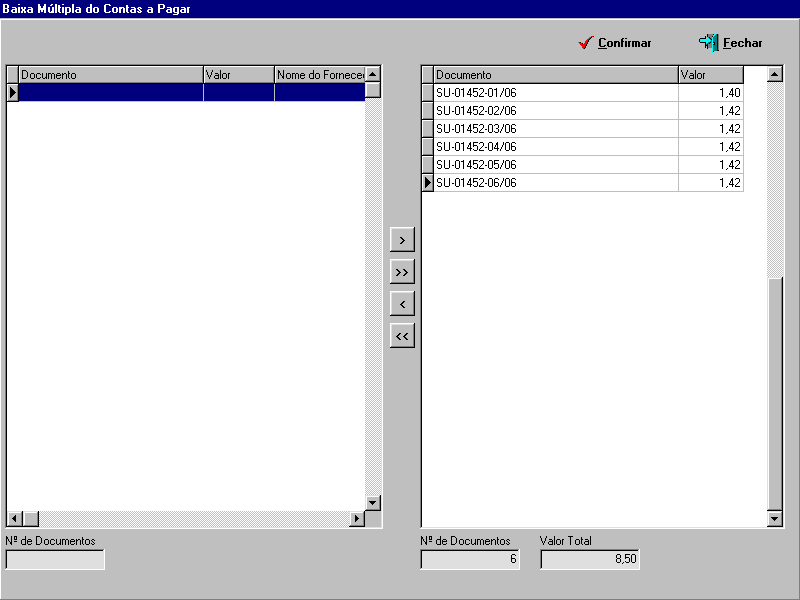 Baixa Múltipla do Contas a Pagar
Confirmar Fechar
Documento Valor Nome do Fornece
Documento Valor
SU-01452-01/06 1,40
SU-01452-02/06 1,42
SU-01452-03/06 1,42
SU-01452-04/06 1,42
SU-01452-05/06 1,42
SU-01452-06/06 1,42
>
>>
<
<<
Nº de Documentos
Nº de Documentos Valor Total
6 8,50